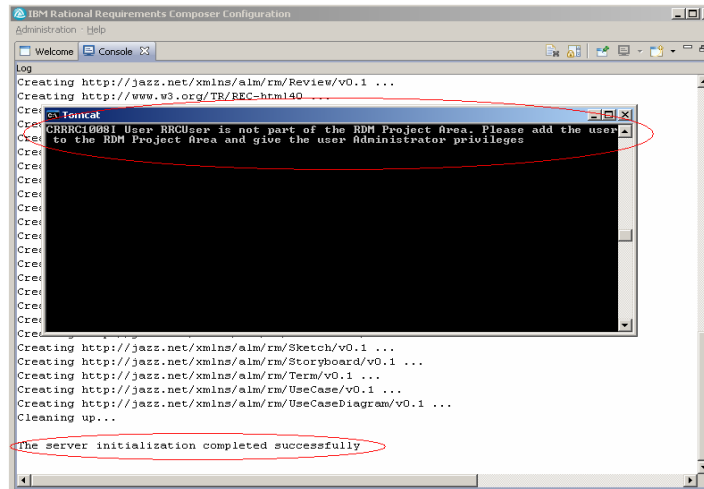 IBM Rational Requirements Composer Configuration
Administration Help
Welcome Console
Log
Creating http://jazz.net/xmlns/alm/rm/Review/v0.1 ...
Creating http://www.w3.org/TR/REC-html40 ...
Tomcat
CRRRC1008I User RRCUser is not part of the RDM Project Area. Please add the user
to the RDM Project Area and give the user Administrator privileges
Creating http://jazz.net/xmlns/alm/rm/Sketch/v0.1 ...
Creating http://jazz.net/xmlns/alm/rm/Storyboard/v0.1 ...
Creating http://jazz.net/xmlns/alm/rm/Term/v0.1 ...
Creating http://jazz.net/xmlns/alm/rm/UseCase/v0.1 ...
Creating http://jazz.net/xmlns/alm/rm/UseCaseDiagram/v0.1 ...
Cleaning up...
The server initialization completed successfully